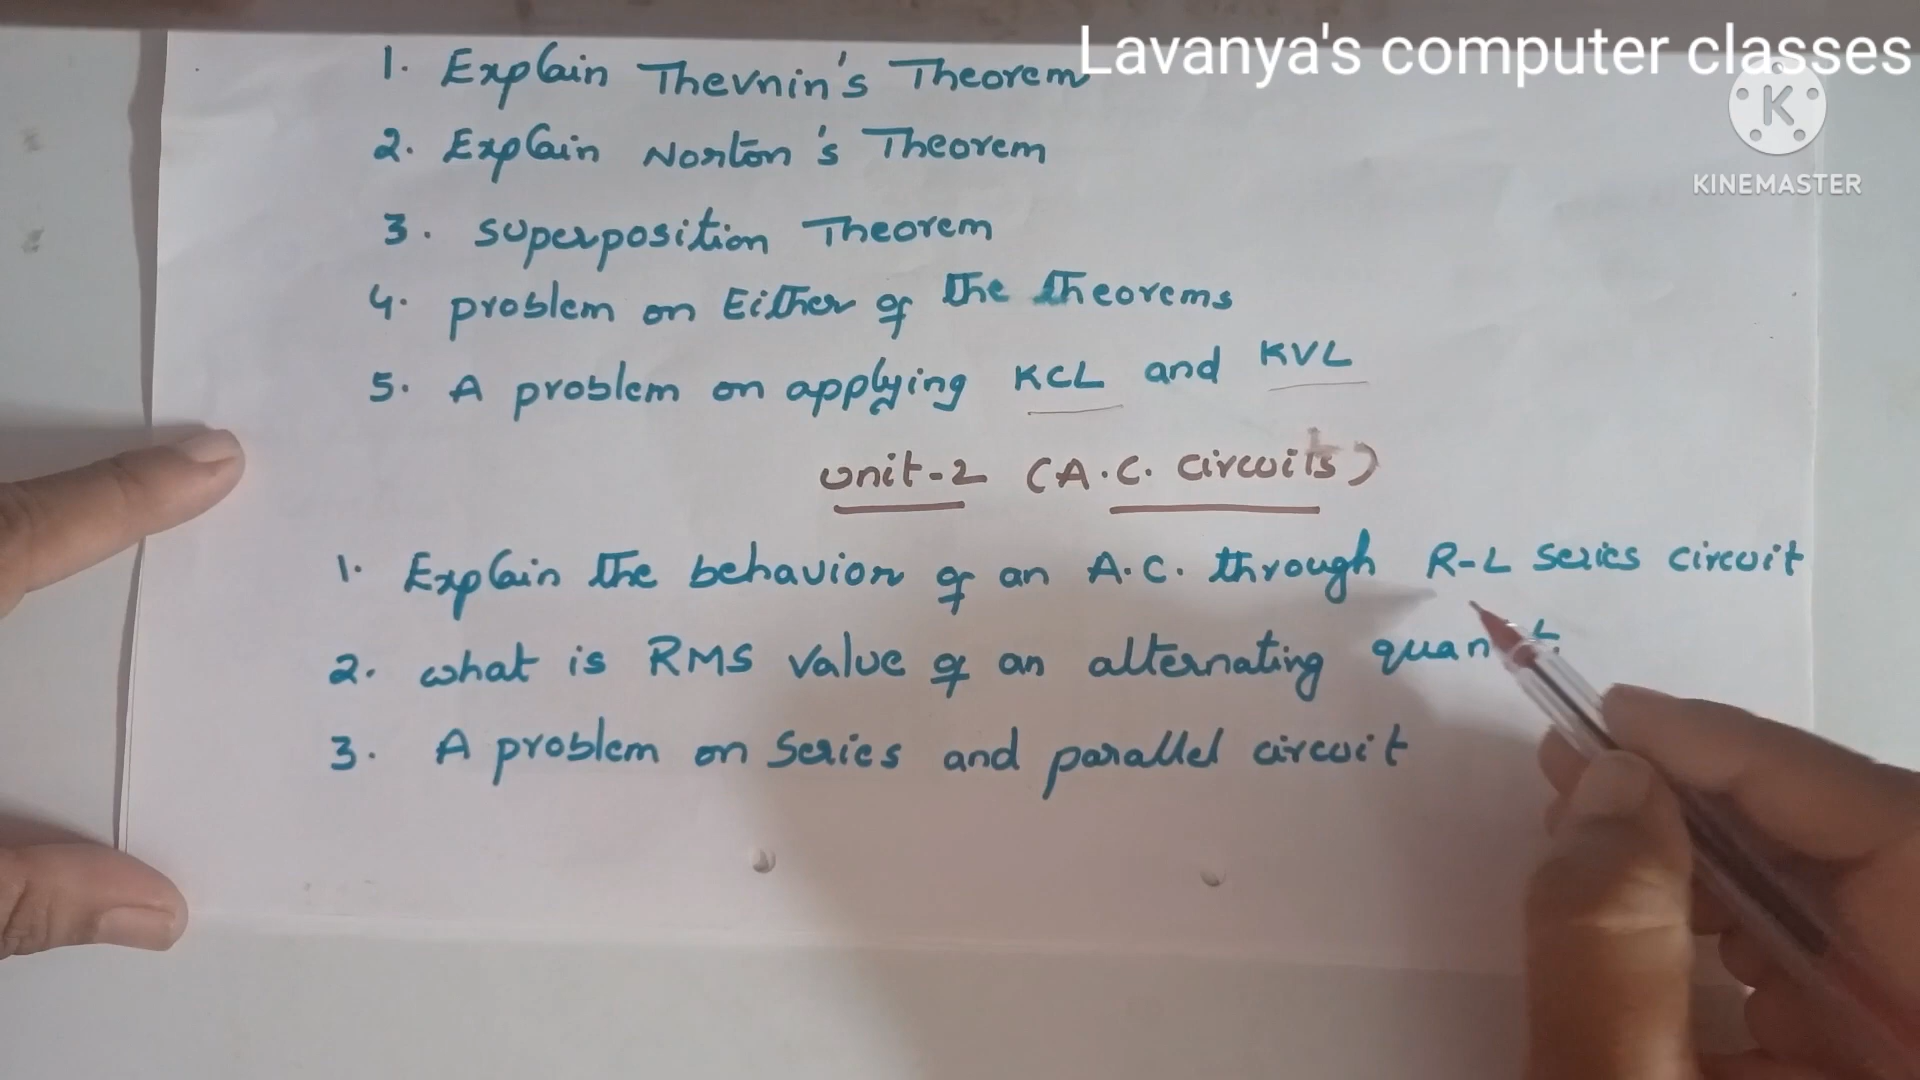 Lavanya's computer classes
K
KINEMASTER
1. Explain Thevnin's Theorem
2. Explain Norton's Theorem
3. superposition Theorem
4. problem on Either of the theorems
5. A problem on applying KCL and KVL
unit-2 (A.C. circuits)
1. Explain the behavior of an A.C. through R-L series circuit
2. what is RMS value of an alternating
3. A problem on Series and parallel circuit